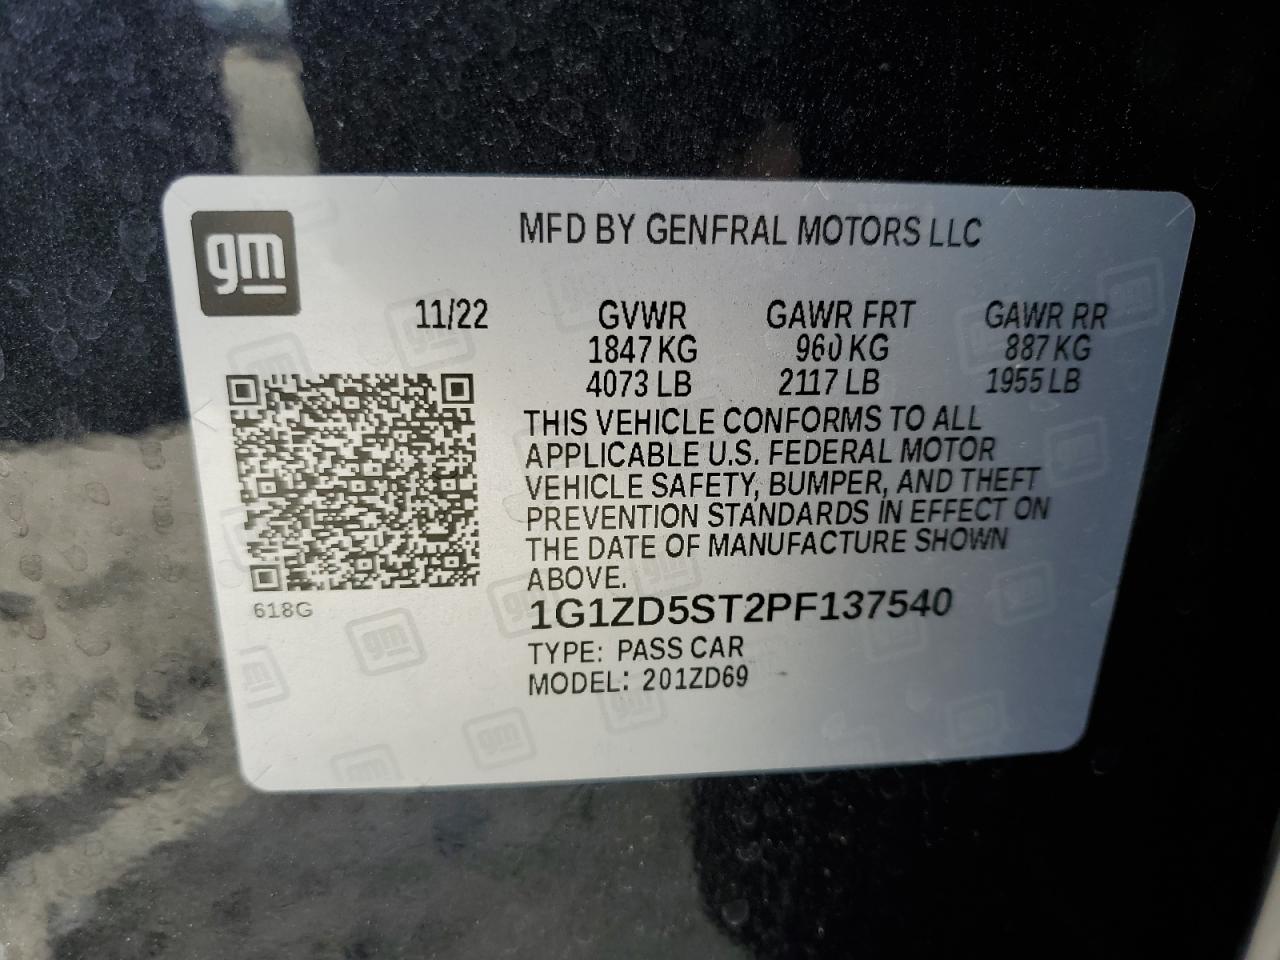 gm
MFD BY GENFRAL MOTORS LLC
11/22 GVWR GAWR FRT GAWR RR
1847 KG 960 KG 887 KG
4073 LB 2117 LB 1955 LB
THIS VEHICLE CONFORMS TO ALL
APPLICABLE U.S. FEDERAL MOTOR
VEHICLE SAFETY, BUMPER, AND THEFT
PREVENTION STANDARDS IN EFFECT ON
THE DATE OF MANUFACTURE SHOWN
ABOVE.
618G
1G1ZD5ST2PF137540
TYPE: PASS CAR
MODEL: 201ZD69